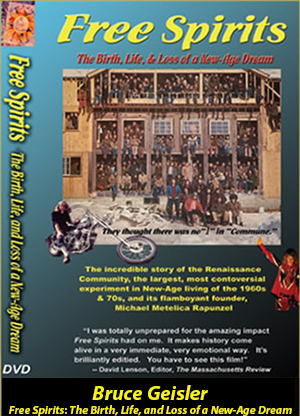 Free Spirits
The Birth, Life, & Loss of a New-Age Dream
Free Spirits The Birth, Life, and Loss of a New-Age Dream
DVD
They thought there was no "I" in "Commune."
The incredible story of the Renaissance
Community, the largest, most controversial
experiment in New-Age living of the 1960s
& 70s, and its flamboyant founder,
Michael Metelica Rapunzel
"I was totally unprepared for the amazing impact
Free Spirits had on me. It makes history come
alive in a very immediate, very emotional way. It's
brilliantly editied. You have to see this film!"
-- David Lenson, Editor, The Massachusetts Review
Bruce Geisler
Free Spirits: The Birth, Life, and Loss of a New-Age Dream